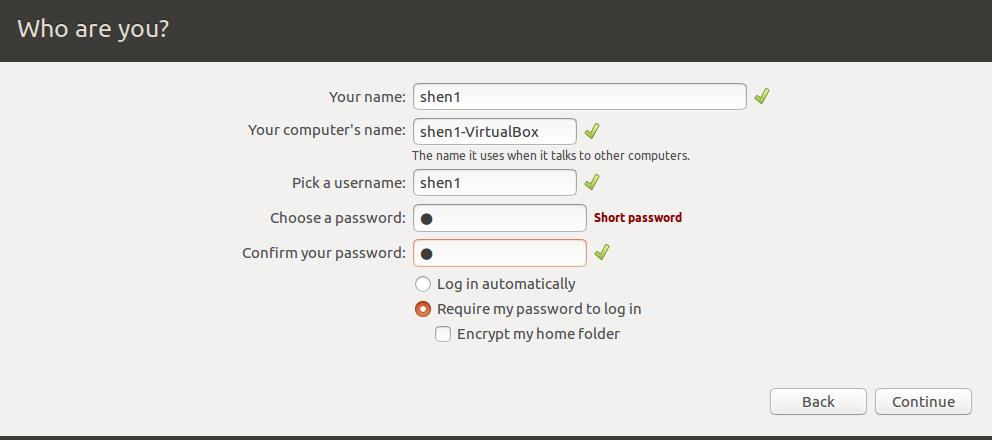 Who are you?
Your name: shen1
Your computer's name: shen1-VirtualBox
The name it uses when it talks to other computers.
Pick a username: shen1
Choose a password: ● Short password
Confirm your password: ●
Log in automatically
Require my password to log in
Encrypt my home folder
Back Continue